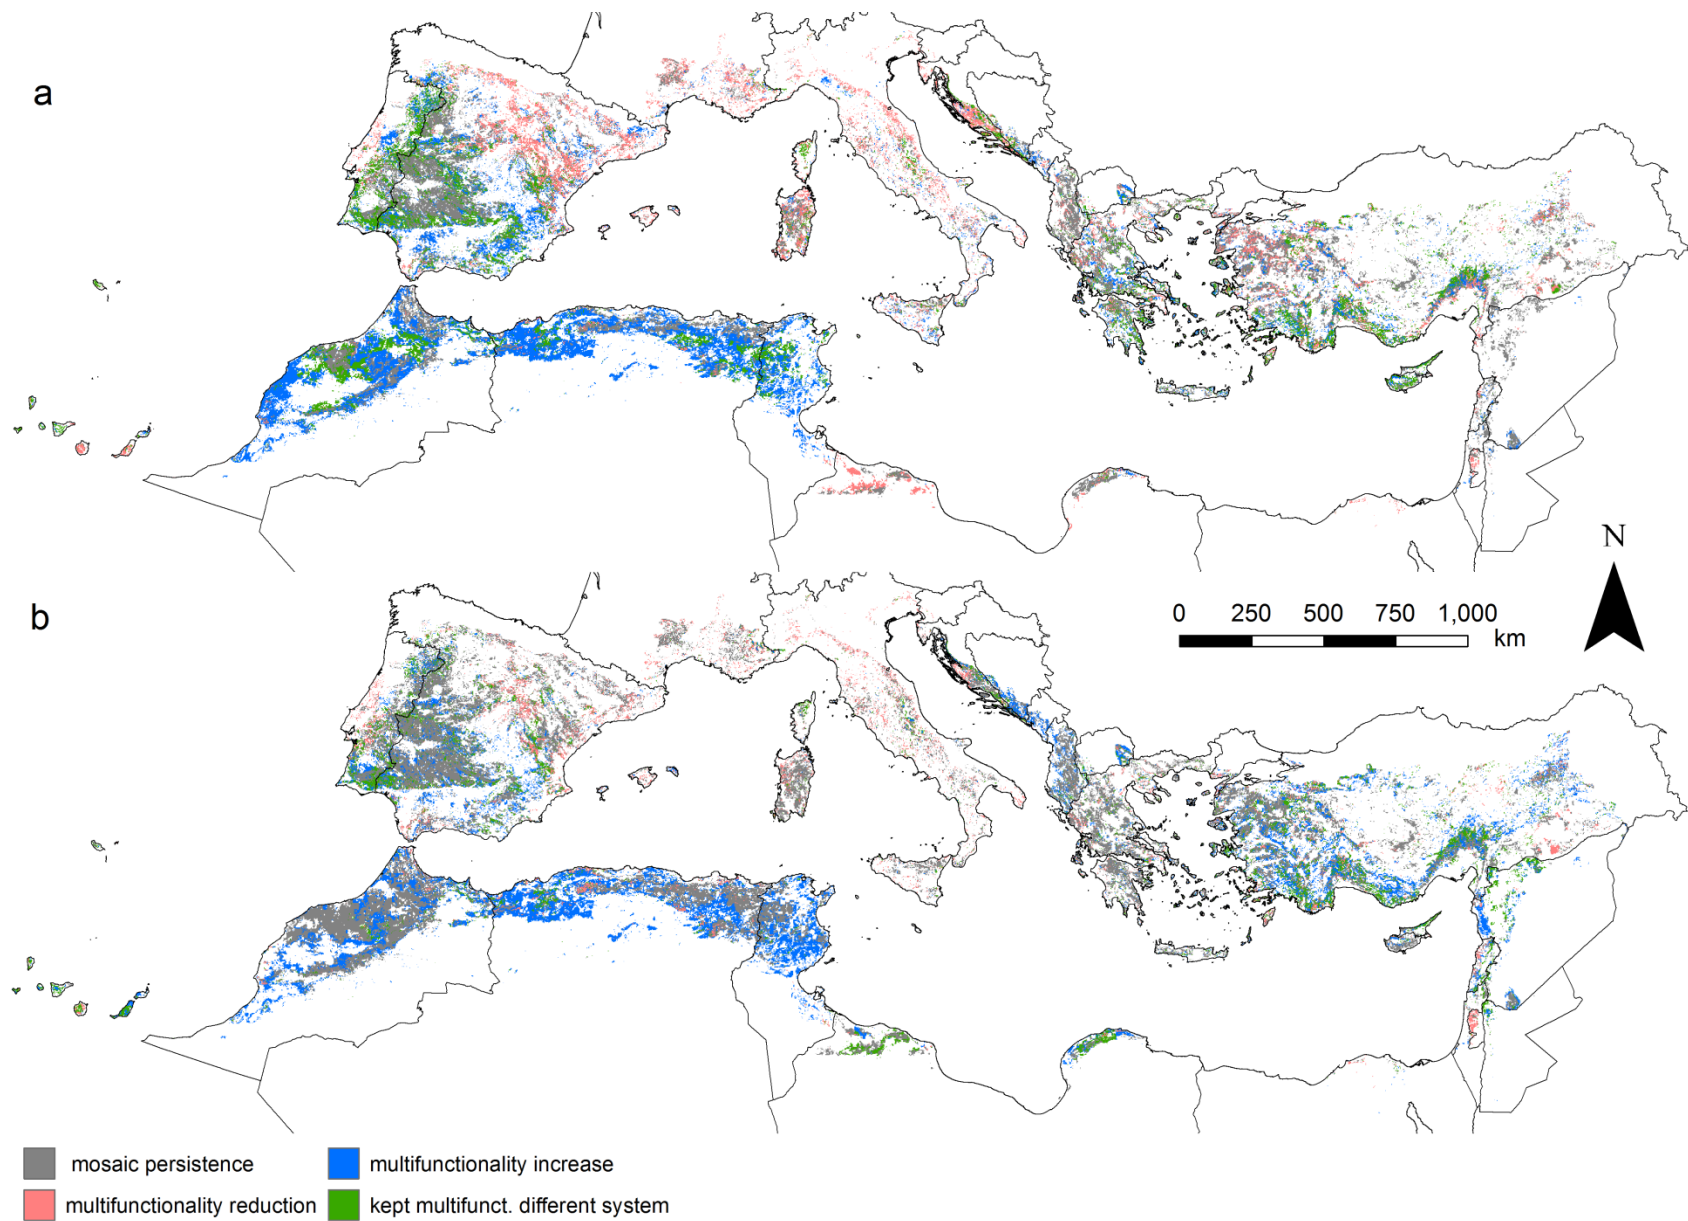 a
N
b
0 250 500 750 1,000
km
mosaic persistence
multifunctionality increase
multifunctionality reduction
kept multifunct. different system